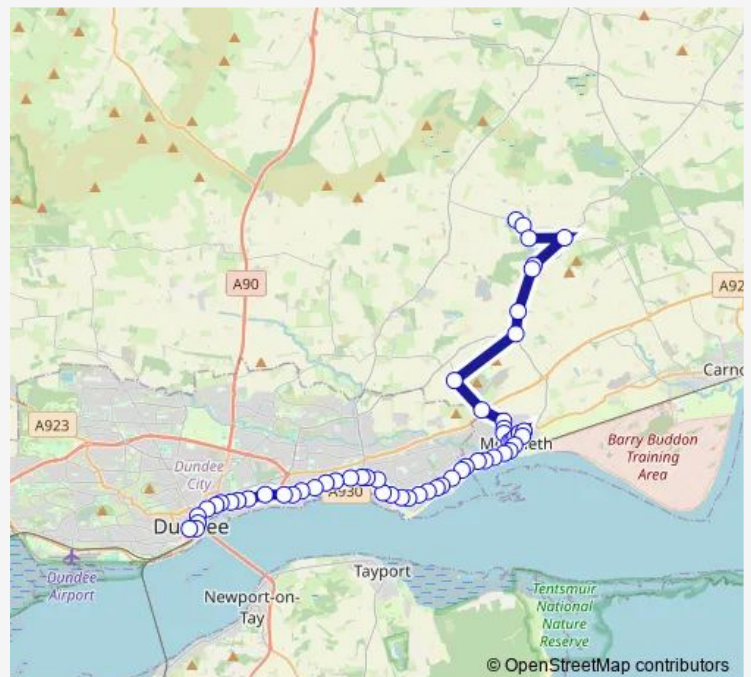 A90
A92
A923
Carno
Monifieth
Barry Buddon
Training
Area
Dundee
City
A930
Dundee
Dundee
Airport
Tayport
Newport-on-
Tay
Tentsmuir
National
Nature
Reserve
© OpenStreetMap contributors